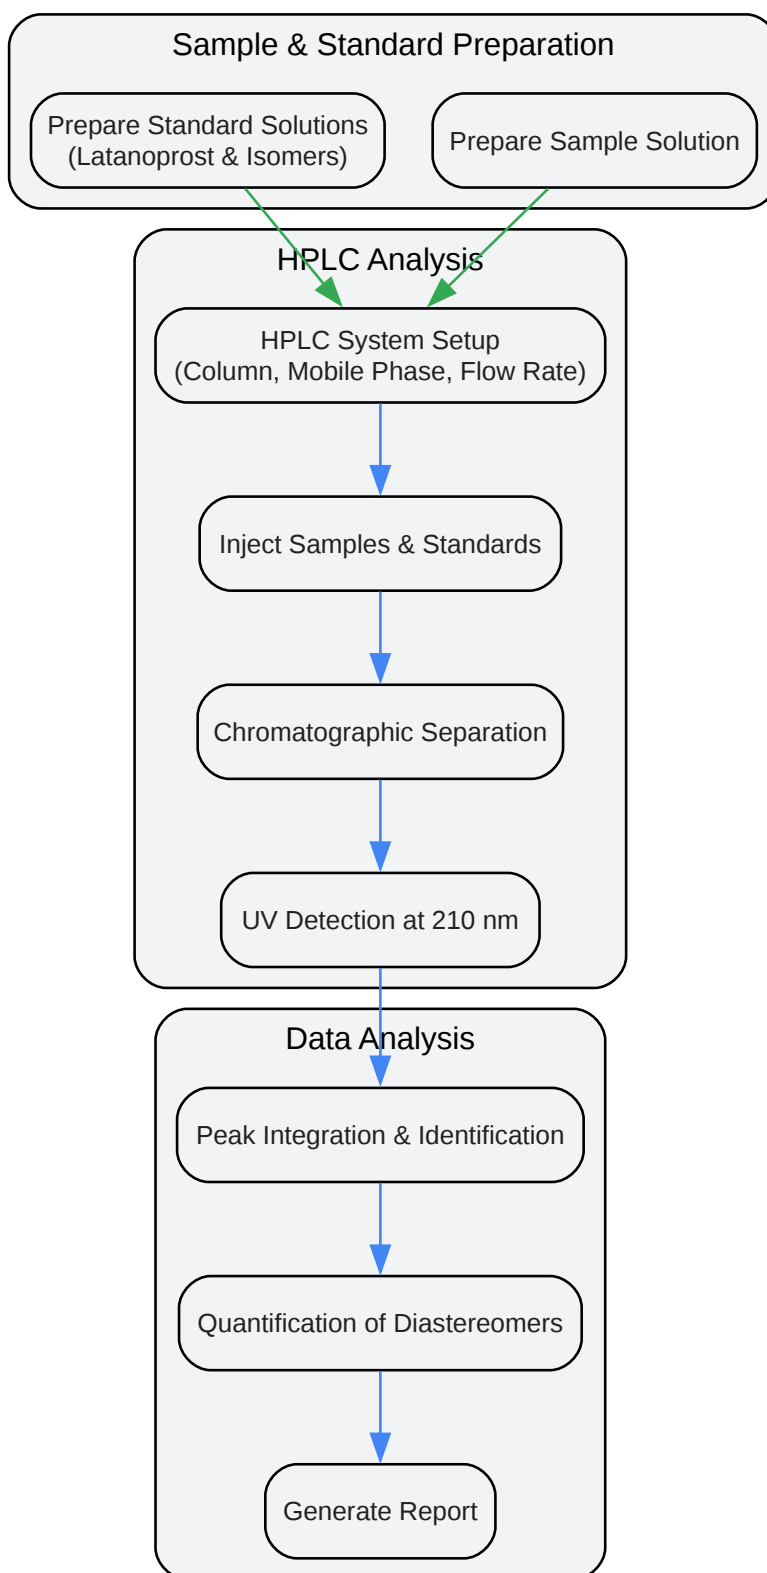 Sample & Standard Preparation
Prepare Standard Solutions
(Latanoprost & Isomers)
Prepare Sample Solution
HPLC Analysis
HPLC System Setup
(Column, Mobile Phase, Flow Rate)
Inject Samples & Standards
Chromatographic Separation
UV Detection at 210 nm
Data Analysis
Peak Integration & Identification
Quantification of Diastereomers
Generate Report